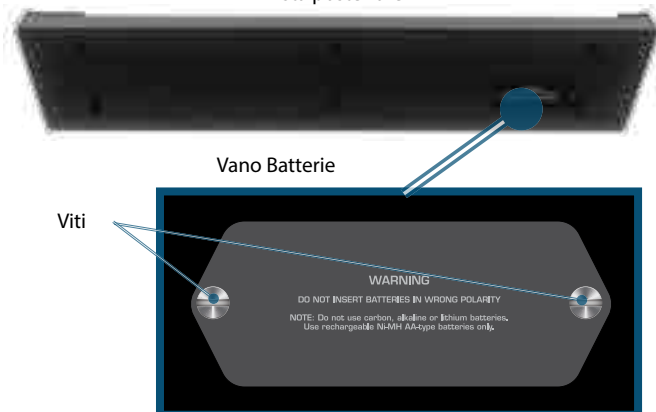 Vano Batterie
Viti
WARNING
DO NOT INSERT BATTERIES IN WRONG POLARITY
NOTE: Do not use carbon, alkaline or lithium batteries.
Use rechargeable Ni-MH AA-type batteries only.